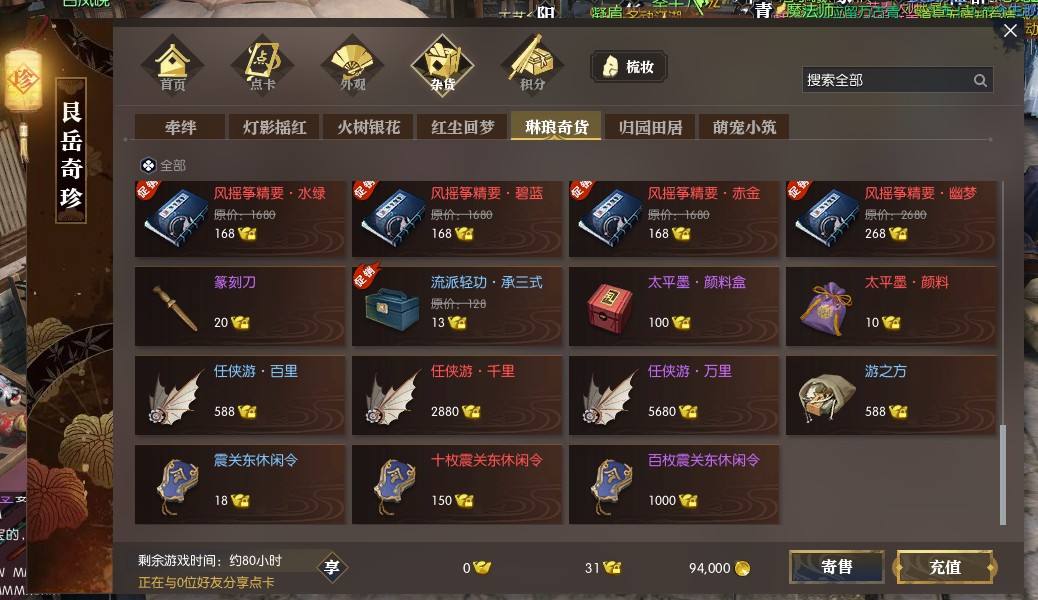 珍
艮岳奇珍
首页
点
点卡
外观
杂货
积分
梳妆
搜索全部
牵绊
灯影摇红
火树银花
红尘回梦
琳琅奇货
归园田居
萌宠小筑
全部
促销
风摇筝精要·水绿
原价：1680
168
促销
风摇筝精要·碧蓝
原价：1680
168
促销
风摇筝精要·赤金
原价：1680
168
促销
风摇筝精要·幽梦
原价：2680
268
篆刻刀
20
促销
流派轻功·承三式
原价：128
13
太平墨·颜料盒
100
太平墨·颜料
10
任侠游·百里
588
任侠游·千里
2880
任侠游·万里
5680
游之方
588
震关东休闲令
18
十枚震关东休闲令
150
百枚震关东休闲令
1000
剩余游戏时间：约80小时
正在与0位好友分享点卡
享
0
31
94,000
寄售
充值